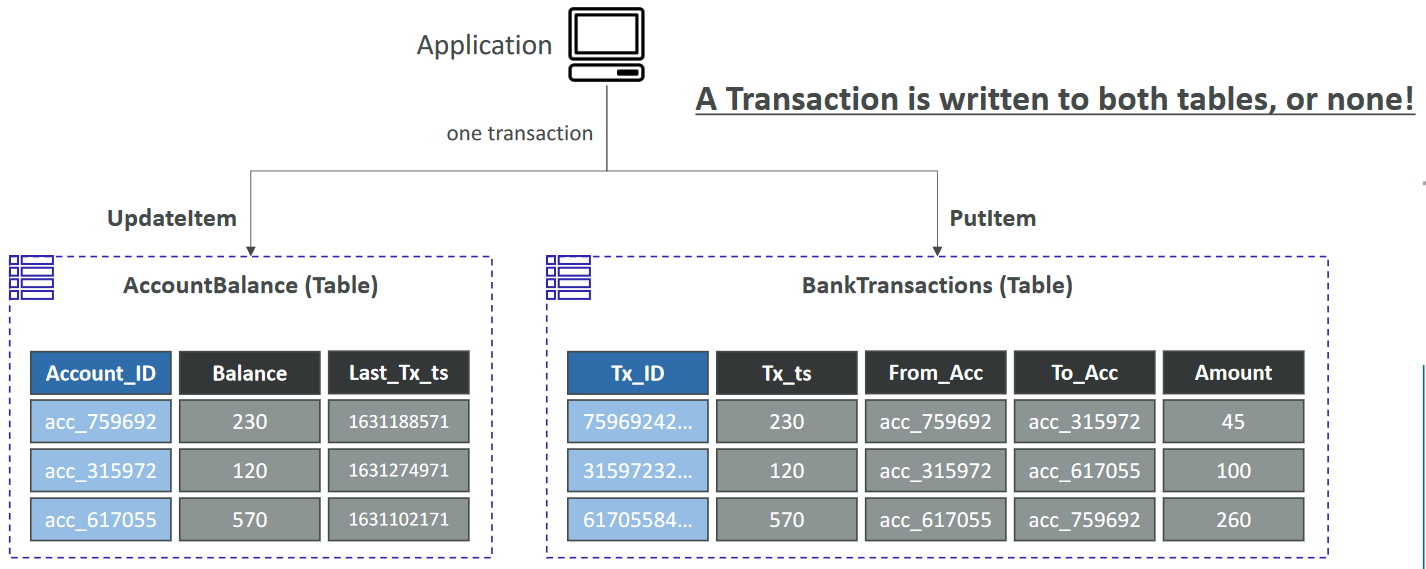 Application
A Transaction is written to both tables, or none!
one transaction
UpdateItem
PutItem
AccountBalance (Table)
Account_ID Balance Last_Tx_ts
acc_759692 230 1631188571
acc_315972 120 1631274971
acc_617055 570 1631102171
BankTransactions (Table)
Tx_ID Tx_ts From_Acc To_Acc Amount
75969242... 230 acc_759692 acc_315972 45
31597232... 120 acc_315972 acc_617055 100
61705584... 570 acc_617055 acc_759692 260